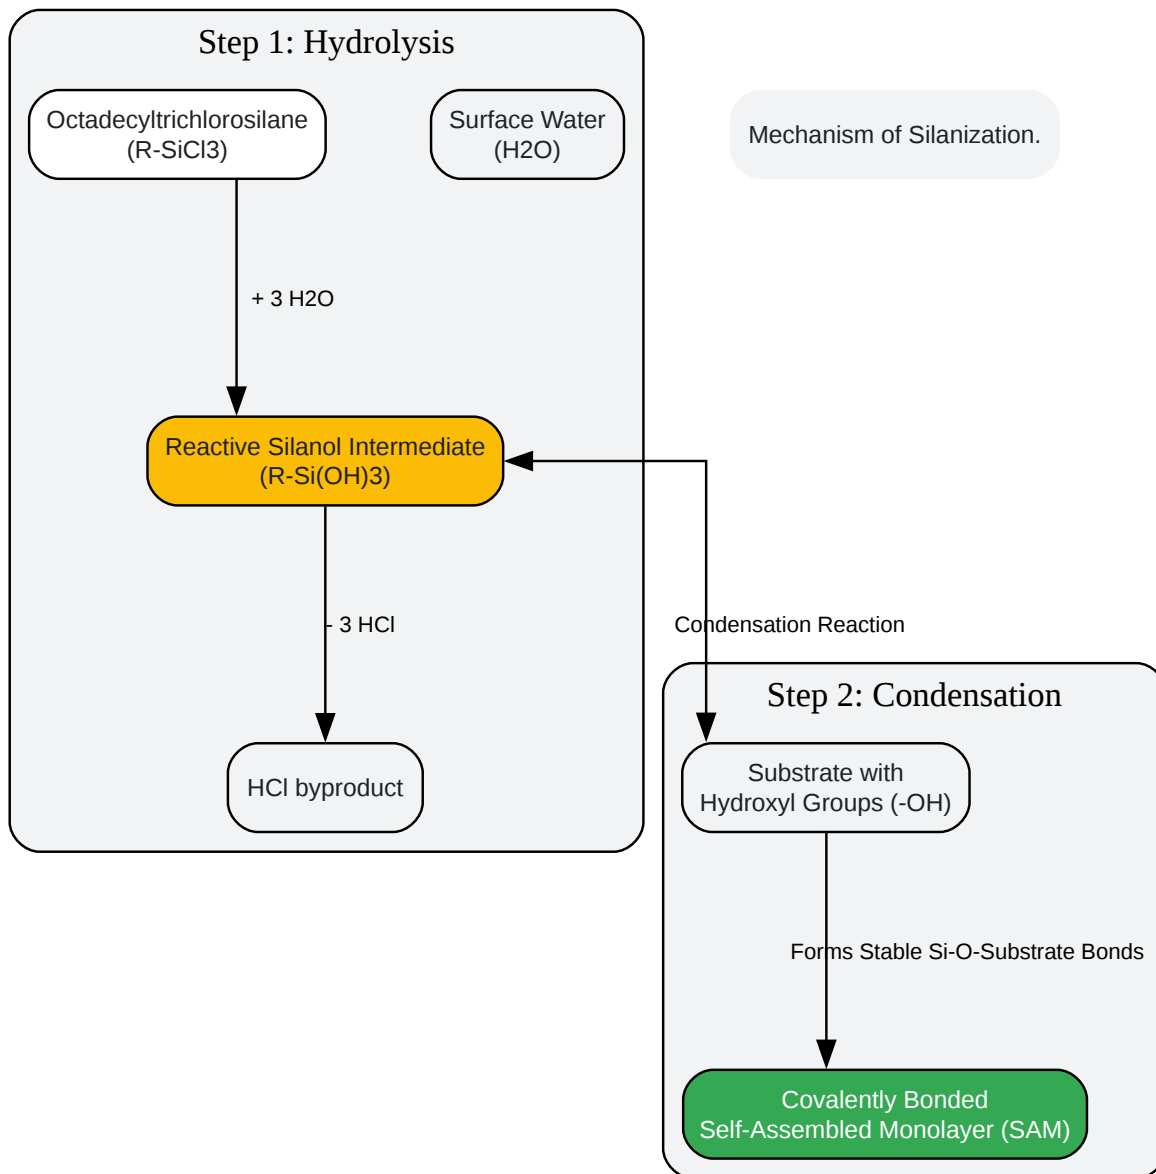 Step 1: Hydrolysis
Octadecyltrichlorosilane
(R-SiCl3)
Surface Water
(H2O)
Mechanism of Silanization.
+ 3 H2O
Reactive Silanol Intermediate
(R-Si(OH)3)
- 3 HCl
Condensation Reaction
HCl byproduct
Step 2: Condensation
Substrate with
Hydroxyl Groups (-OH)
Forms Stable Si-O-Substrate Bonds
Covalently Bonded
Self-Assembled Monolayer (SAM)